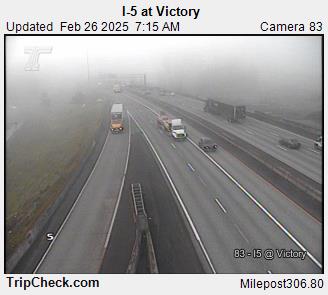 I-5 at Victory
Updated  Feb 26 2025  7:15 AM
Camera 83
S
83 - I5 @ Victory
TripCheck.com
Milepost306.80